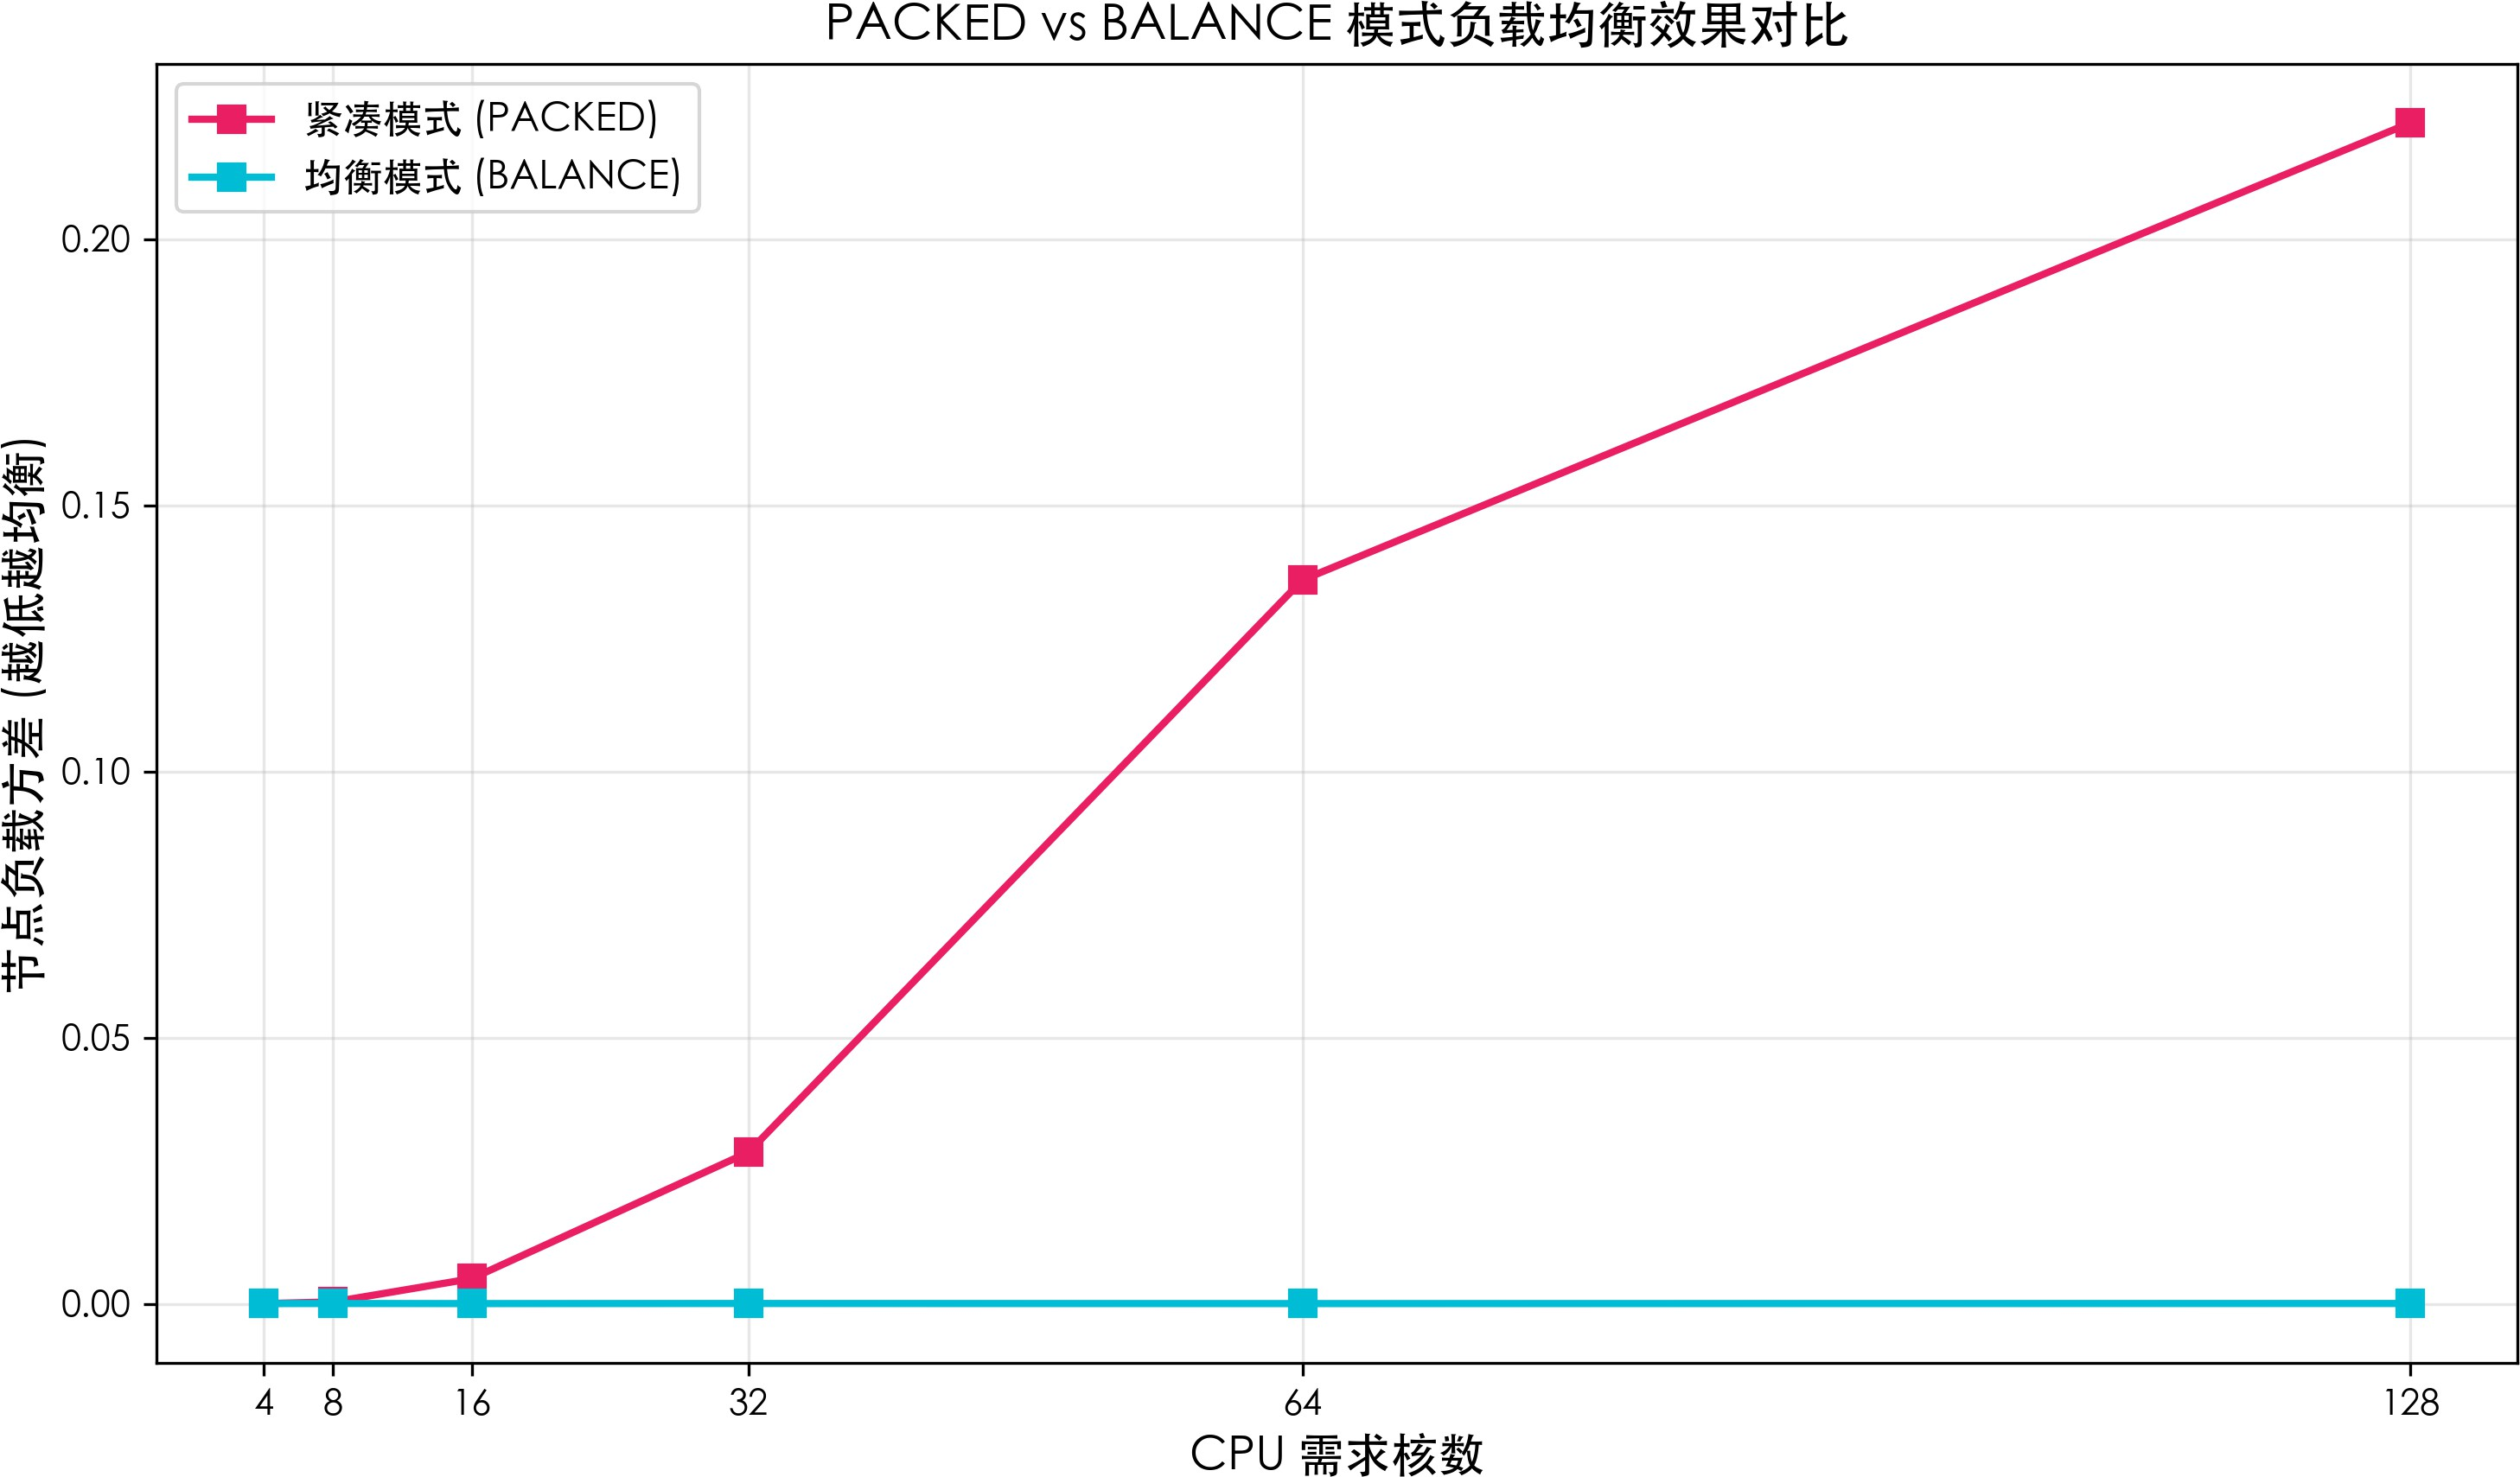 PACKED vs BALANCE 模式负载均衡效果对比
紧凑模式 (PACKED)
均衡模式 (BALANCE)
节点负载方差 (越低越均衡)
0.20
0.15
0.10
0.05
0.00
4 8 16 32 64 128
CPU 需求核数